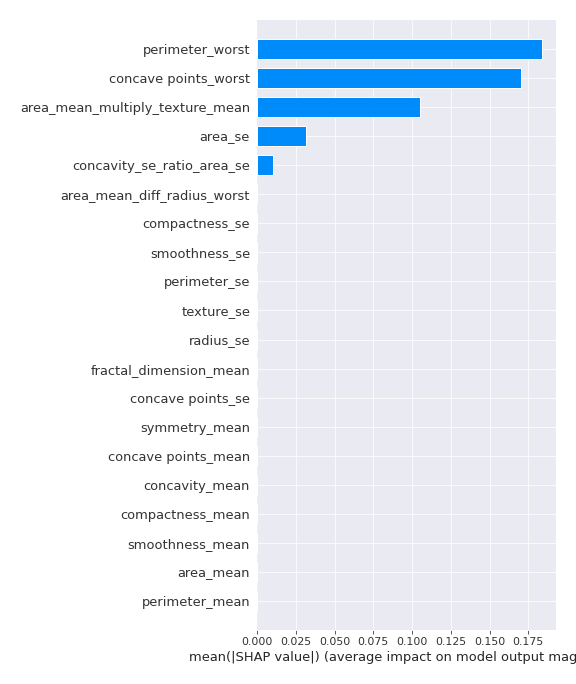 perimeter_worst
concave points_worst
area_mean_multiply_texture_mean
area_se
concavity_se_ratio_area_se
area_mean_diff_radius_worst
compactness_se
smoothness_se
perimeter_se
texture_se
radius_se
fractal_dimension_mean
concave points_se
symmetry_mean
concave points_mean
concavity_mean
compactness_mean
smoothness_mean
area_mean
perimeter_mean
0.000 0.025 0.050 0.075 0.100 0.125 0.150 0.175
mean(|SHAP value|) (average impact on model output mag